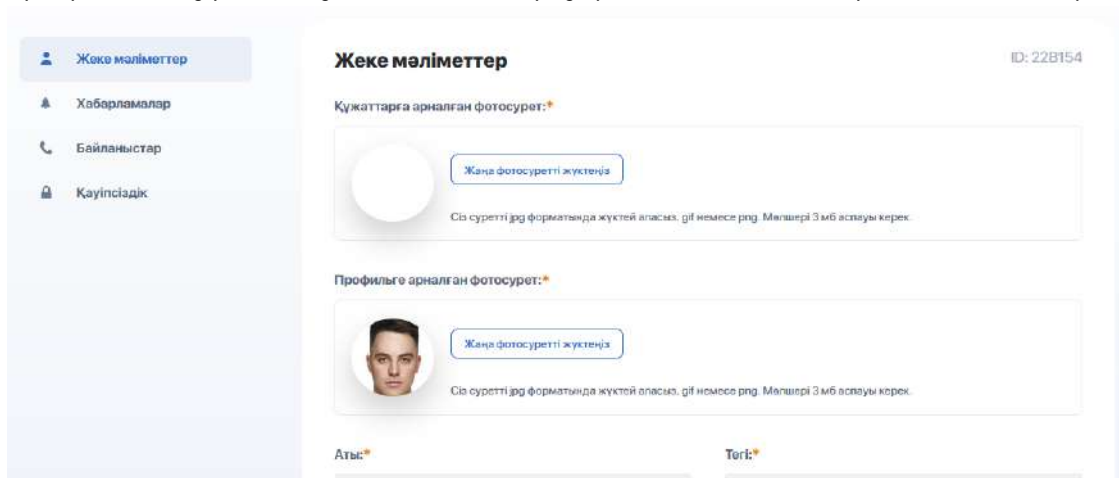 Жеке мәліметтер
Хабарламалар
Байланыстар
Қауіпсіздік
Жеке мәліметтер
ID: 228154
Құжаттарға арналған фотосурет:*
Жаңа фотосуретті жүктеңіз
Сіз суретті jpg форматында жүктей аласыз, gif немесе png. Мөлшері 3 мб аспауы керек.
Профильге арналған фотосурет:*
Жаңа фотосуретті жүктеңіз
Сіз суретті jpg форматында жүктей аласыз, gif немесе png. Мөлшері 3 мб аспауы керек.
Аты:*
Тегі:*